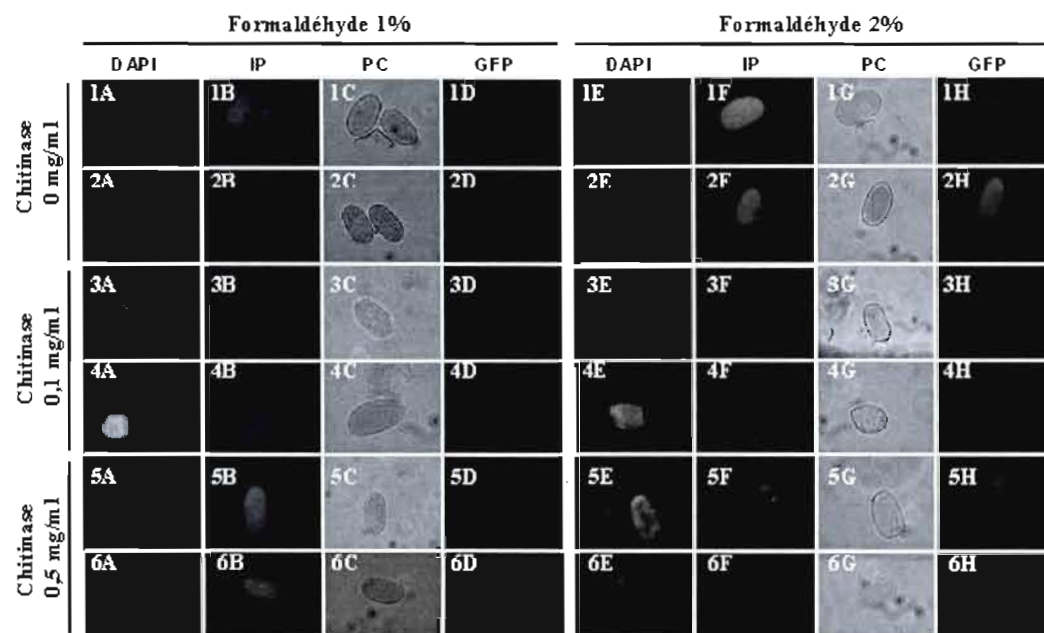 Formaldéhyde 1% Formaldéhyde 2%
DAPI IP PC GFP DAPI IP PC GFP
Chitinase
0 mg/ml
1A 1B 1C 1D 1E 1F 1G 1H
2A 2B 2C 2D 2E 2F 2G 2H
Chitinase
0,1 mg/ml
3A 3B 3C 3D 3E 3F 3G 3H
4A 4B 4C 4D 4E 4F 4G 4H
Chitinase
0,5 mg/ml
5A 5B 5C 5D 5E 5F 5G 5H
6A 6B 6C 6D 6E 6F 6G 6H